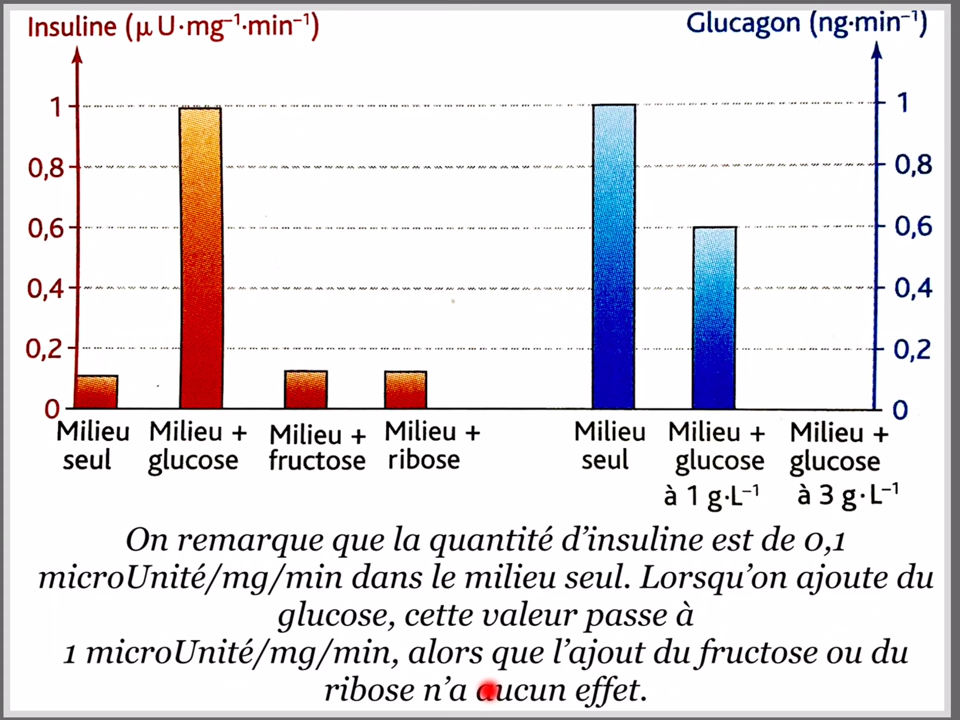 Insuline (µ U·mg⁻¹·min⁻¹)
Glucagon (ng·min⁻¹)
1
0,8
0,6
0,4
0,2
0
1
0,8
0,6
0,4
0,2
0
Milieu seul
Milieu + glucose
Milieu + fructose
Milieu + ribose
Milieu seul
Milieu + glucose à 1 g·L⁻¹
Milieu + glucose à 3 g·L⁻¹
On remarque que la quantité d'insuline est de 0,1
microUnité/mg/min dans le milieu seul. Lorsqu'on ajoute du
glucose, cette valeur passe à
1 microUnité/mg/min, alors que l'ajout du fructose ou du
ribose n'a aucun effet.